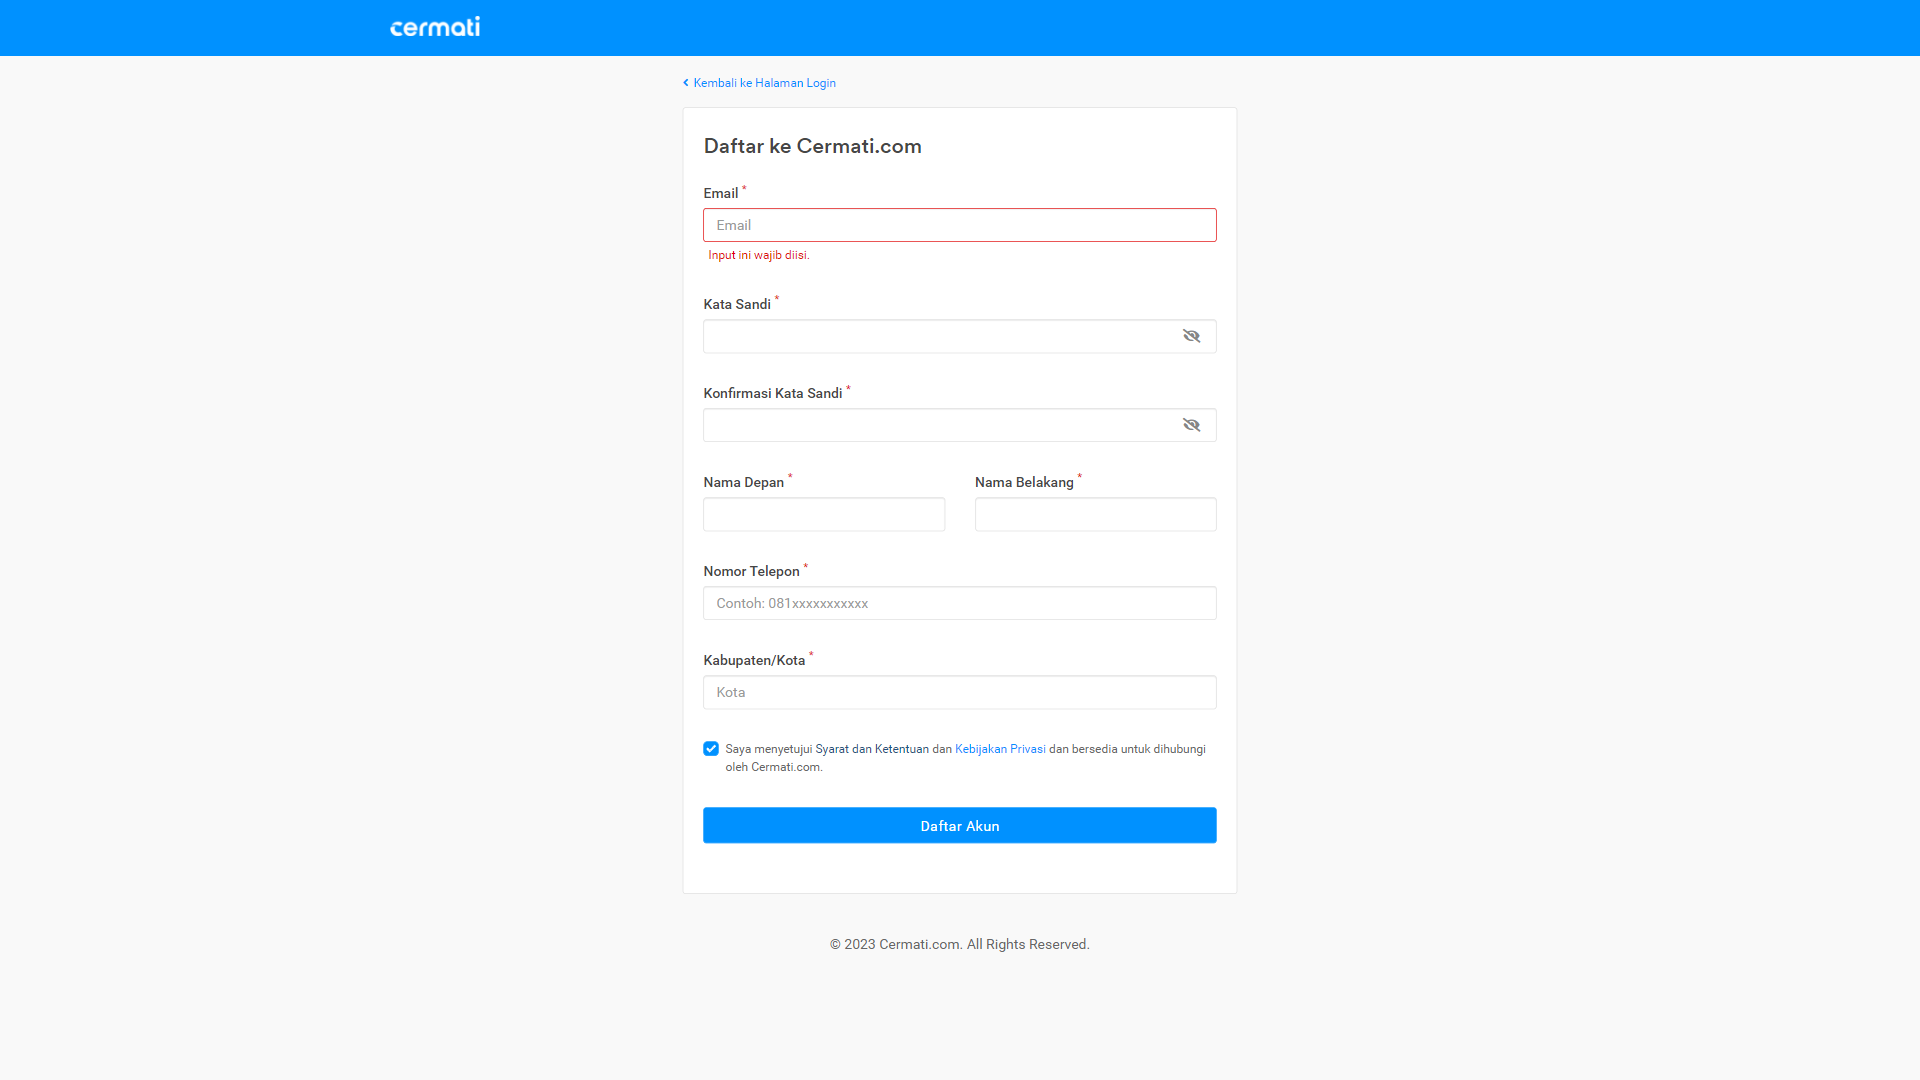 cermati
Kembali ke Halaman Login
Daftar ke Cermati.com
Email *
Email
Input ini wajib diisi.
Kata Sandi *
Konfirmasi Kata Sandi *
Nama Depan *
Nama Belakang *
Nomor Telepon *
Contoh: 081xxxxxxxxxxx
Kabupaten/Kota *
Kota
Saya menyetujui Syarat dan Ketentuan dan Kebijakan Privasi dan bersedia untuk dihubungi
oleh Cermati.com.
Daftar Akun
© 2023 Cermati.com. All Rights Reserved.